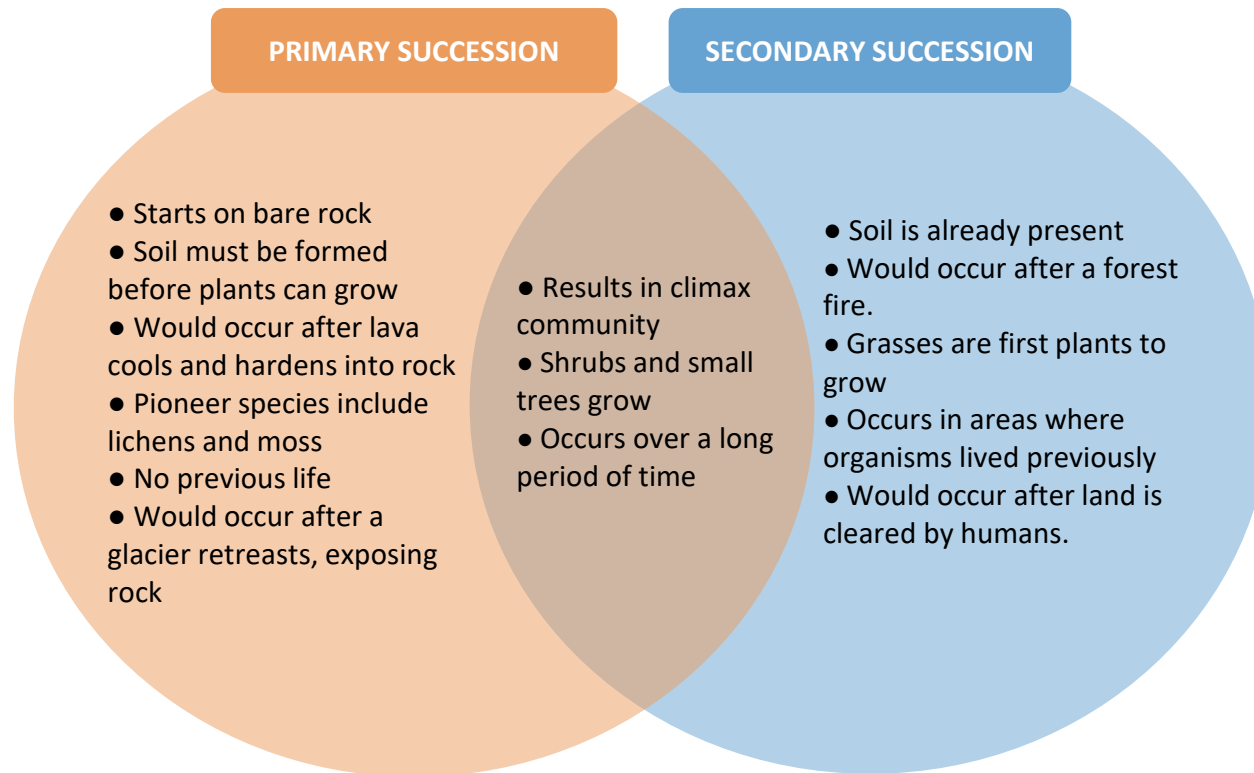 PRIMARY SUCCESSION
SECONDARY SUCCESSION
● Starts on bare rock
● Soil must be formed
before plants can grow
● Would occur after lava
cools and hardens into rock
● Pioneer species include
lichens and moss
● No previous life
● Would occur after a
glacier retreasts, exposing
rock
● Results in climax
community
● Shrubs and small
trees grow
● Occurs over a long
period of time
● Soil is already present
● Would occur after a forest
fire.
● Grasses are first plants to
grow
● Occurs in areas where
organisms lived previously
● Would occur after land is
cleared by humans.